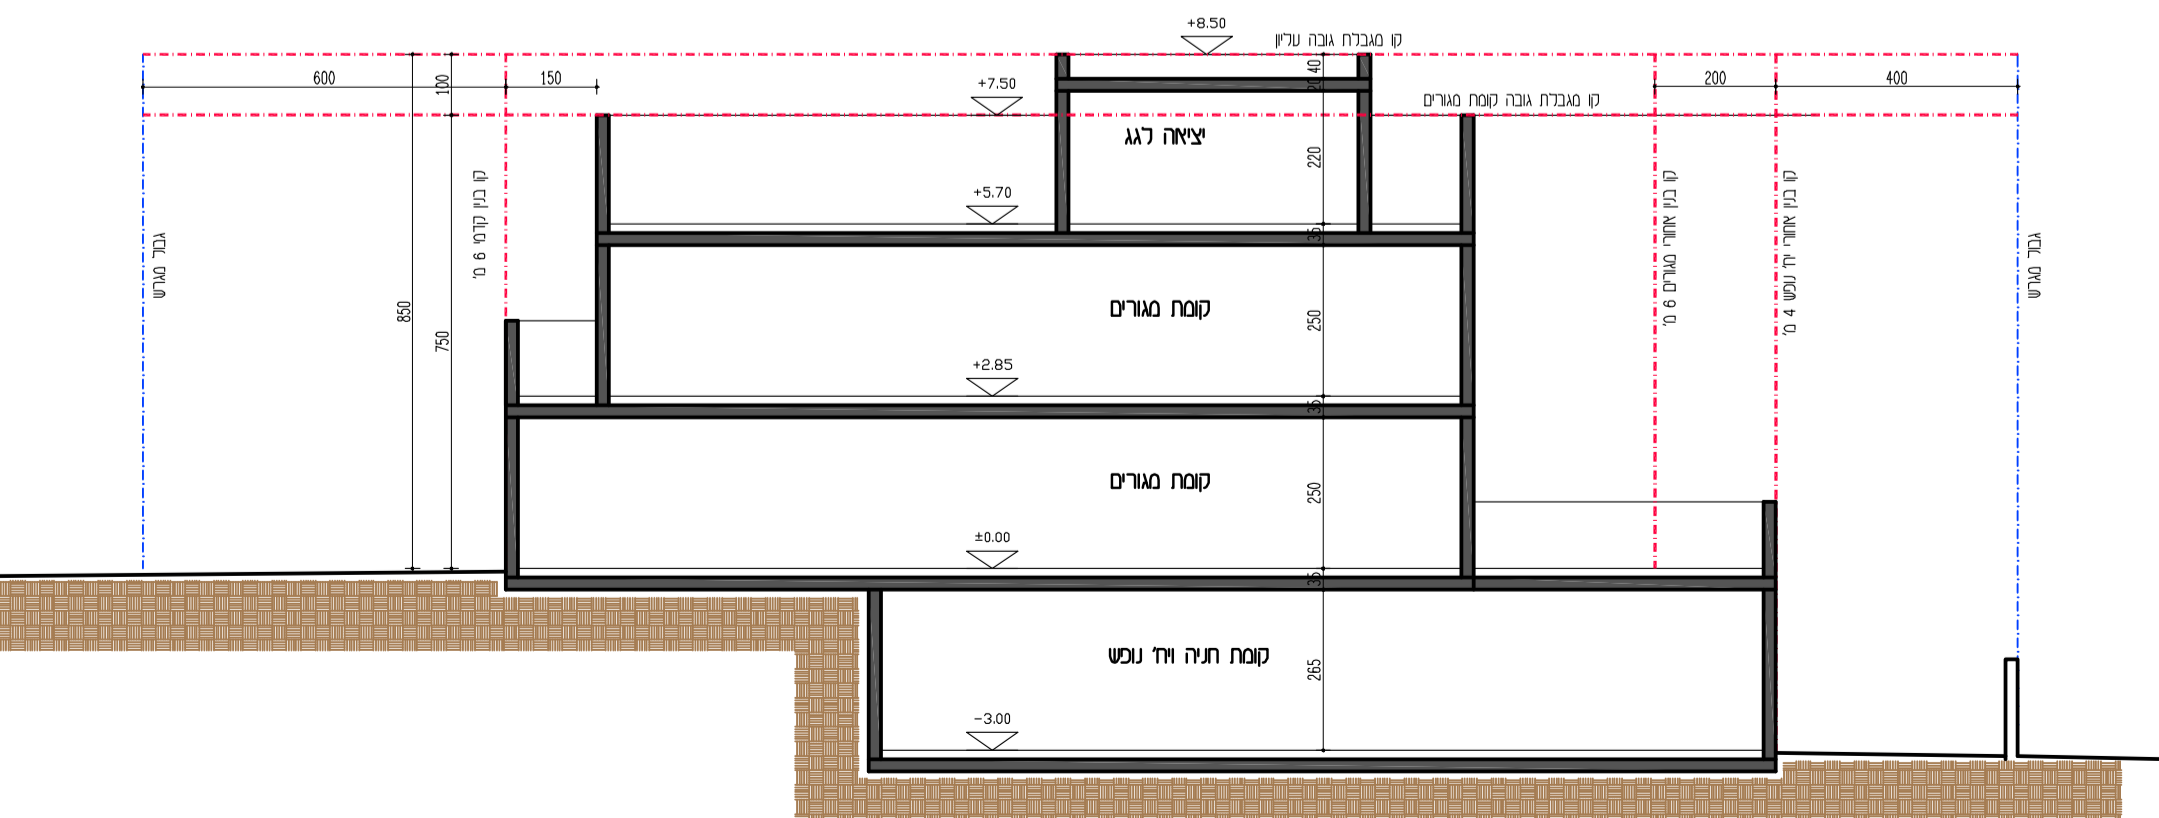 +8.50
קו מגבלת גובה עליון
600
150
100
+7.50
40
20
200
400
קו מגבלת גובה קומת מגורים
יציאה לגג
220
קו בנין קדמי 6 מ'
קו בנין אחורי מגורים 6 מ'
קו בנין אחורי יח' נופש 4 מ'
+5.70
גבול מגרש
גבול מגרש
35
850
750
קומת מגורים
250
+2.85
35
קומת מגורים
250
±0.00
35
קומת חניה ויח' נופש
265
-3.00